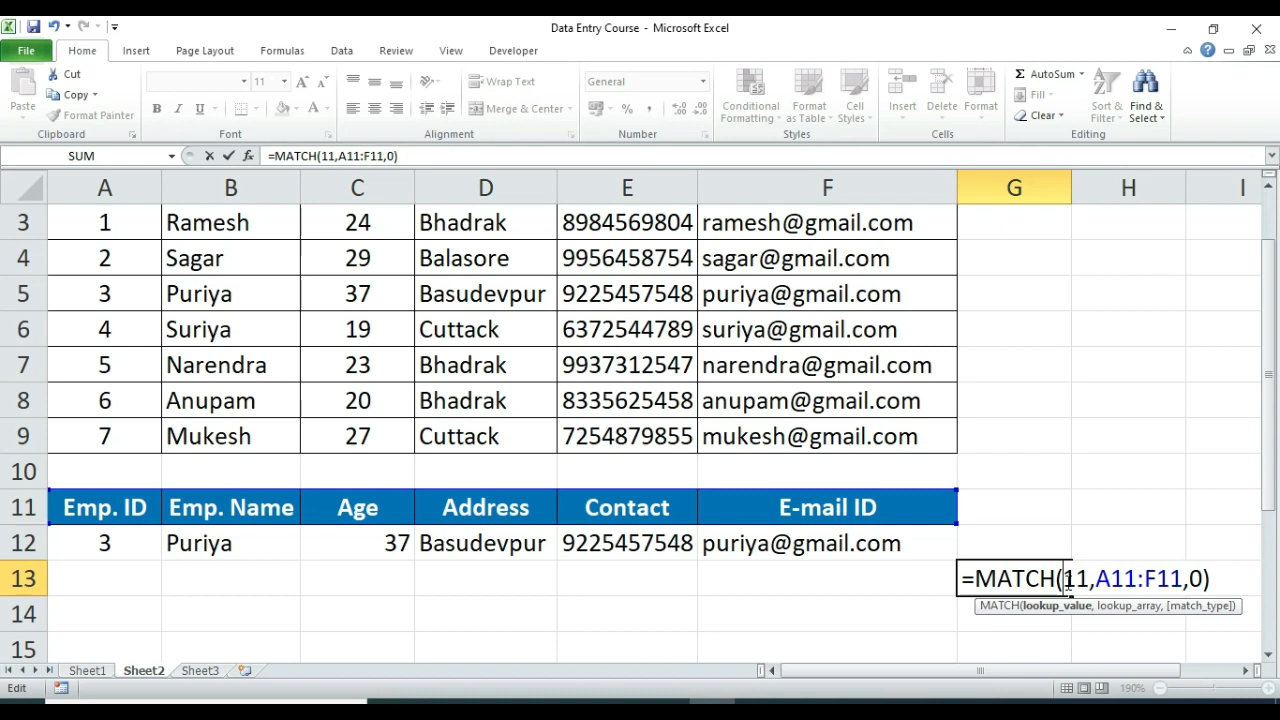 Data Entry Course - Microsoft Excel
File Home Insert Page Layout Formulas Data Review View Developer
Paste Cut Copy Format Painter Clipboard
11 B I U A Font
Wrap Text Merge & Center Alignment
General % , Number
Conditional Formatting Format as Table Cell Styles Styles
Insert Delete Format Cells
Σ AutoSum Fill Clear Sort & Filter Find & Select Editing
SUM fx =MATCH(11,A11:F11,0)
A B C D E F G H I
3 1 Ramesh 24 Bhadrak 8984569804 ramesh@gmail.com
4 2 Sagar 29 Balasore 9956458754 sagar@gmail.com
5 3 Puriya 37 Basudevpur 9225457548 puriya@gmail.com
6 4 Suriya 19 Cuttack 6372544789 suriya@gmail.com
7 5 Narendra 23 Bhadrak 9937312547 narendra@gmail.com
8 6 Anupam 20 Bhadrak 8335625458 anupam@gmail.com
9 7 Mukesh 27 Cuttack 7254879855 mukesh@gmail.com
10
11 Emp. ID Emp. Name Age Address Contact E-mail ID
12 3 Puriya 37 Basudevpur 9225457548 puriya@gmail.com
13 =MATCH(11,A11:F11,0)
MATCH(lookup_value, lookup_array, [match_type])
14
15
Sheet1 Sheet2 Sheet3
Edit 190%